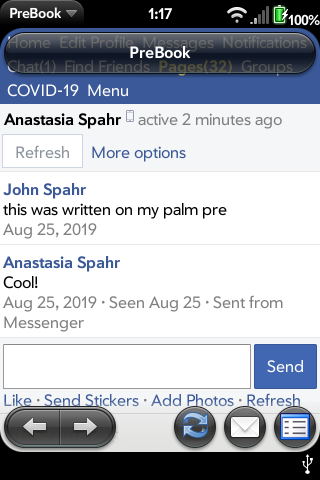 PreBook 1:17 100%
Home Edit Profile Messages Notifications
PreBook
Chat(1) Find Friends Pages(32) Groups
COVID-19 Menu
Anastasia Spahr active 2 minutes ago
Refresh More options
John Spahr
this was written on my palm pre
Aug 25, 2019
Anastasia Spahr
Cool!
Aug 25, 2019 · Seen Aug 25 · Sent from
Messenger
Send
Like · Send Stickers · Add Photos · Refresh